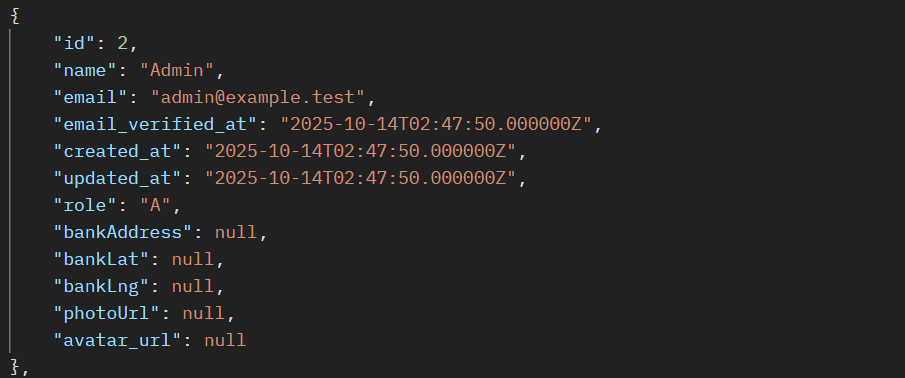 {
    "id": 2,
    "name": "Admin",
    "email": "admin@example.test",
    "email_verified_at": "2025-10-14T02:47:50.000000Z",
    "created_at": "2025-10-14T02:47:50.000000Z",
    "updated_at": "2025-10-14T02:47:50.000000Z",
    "role": "A",
    "bankAddress": null,
    "bankLat": null,
    "bankLng": null,
    "photoUrl": null,
    "avatar_url": null
},